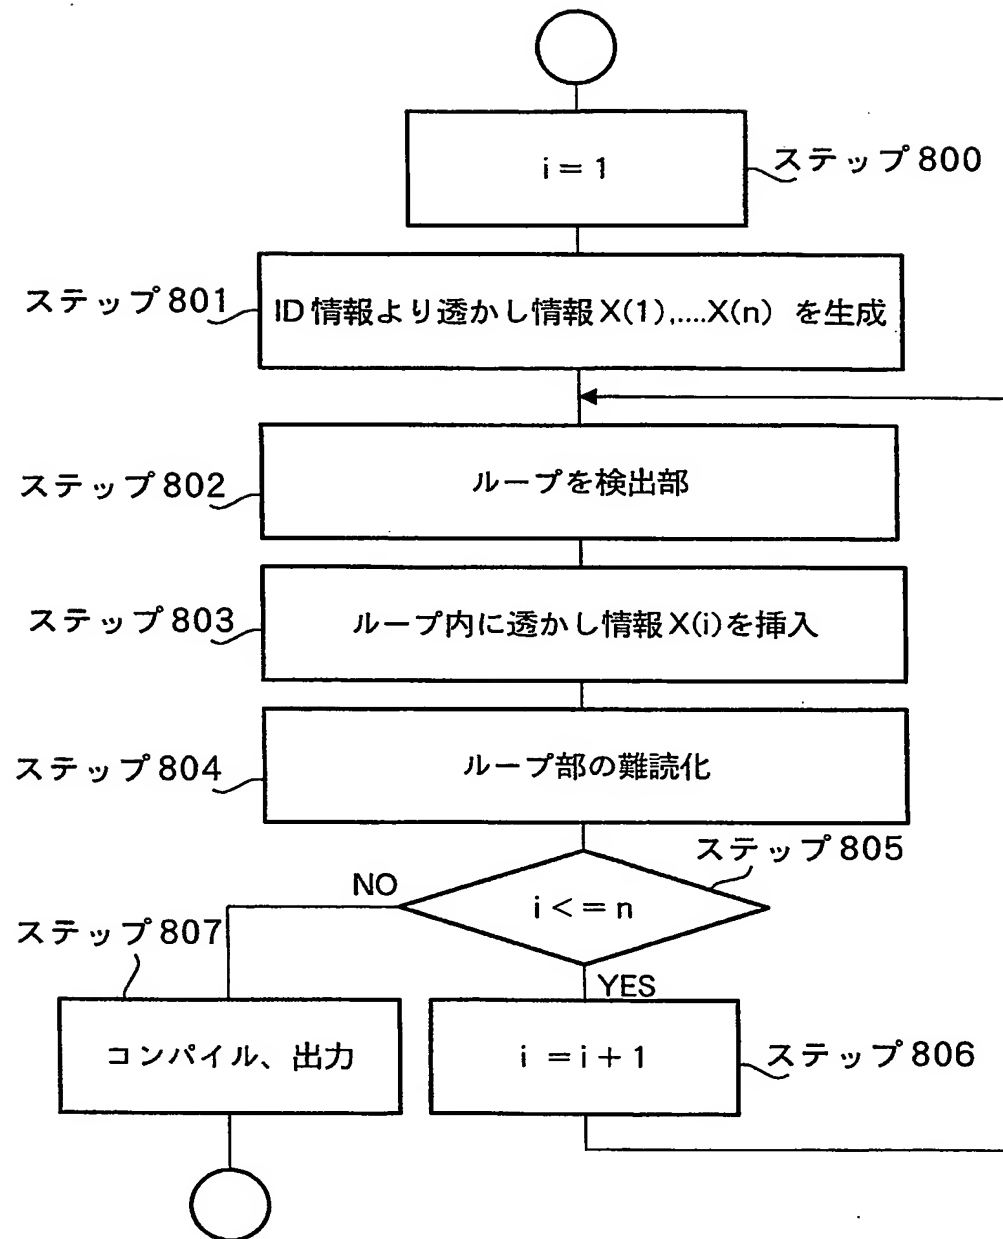 i = 1
ステップ800
ステップ801
ID情報より透かし情報X(1),....X(n) を生成
ステップ802
ループを検出部
ステップ803
ループ内に透かし情報X(i)を挿入
ステップ804
ループ部の難読化
ステップ805
NO
i <= n
ステップ807
YES
コンパイル、出力
i = i + 1
ステップ806